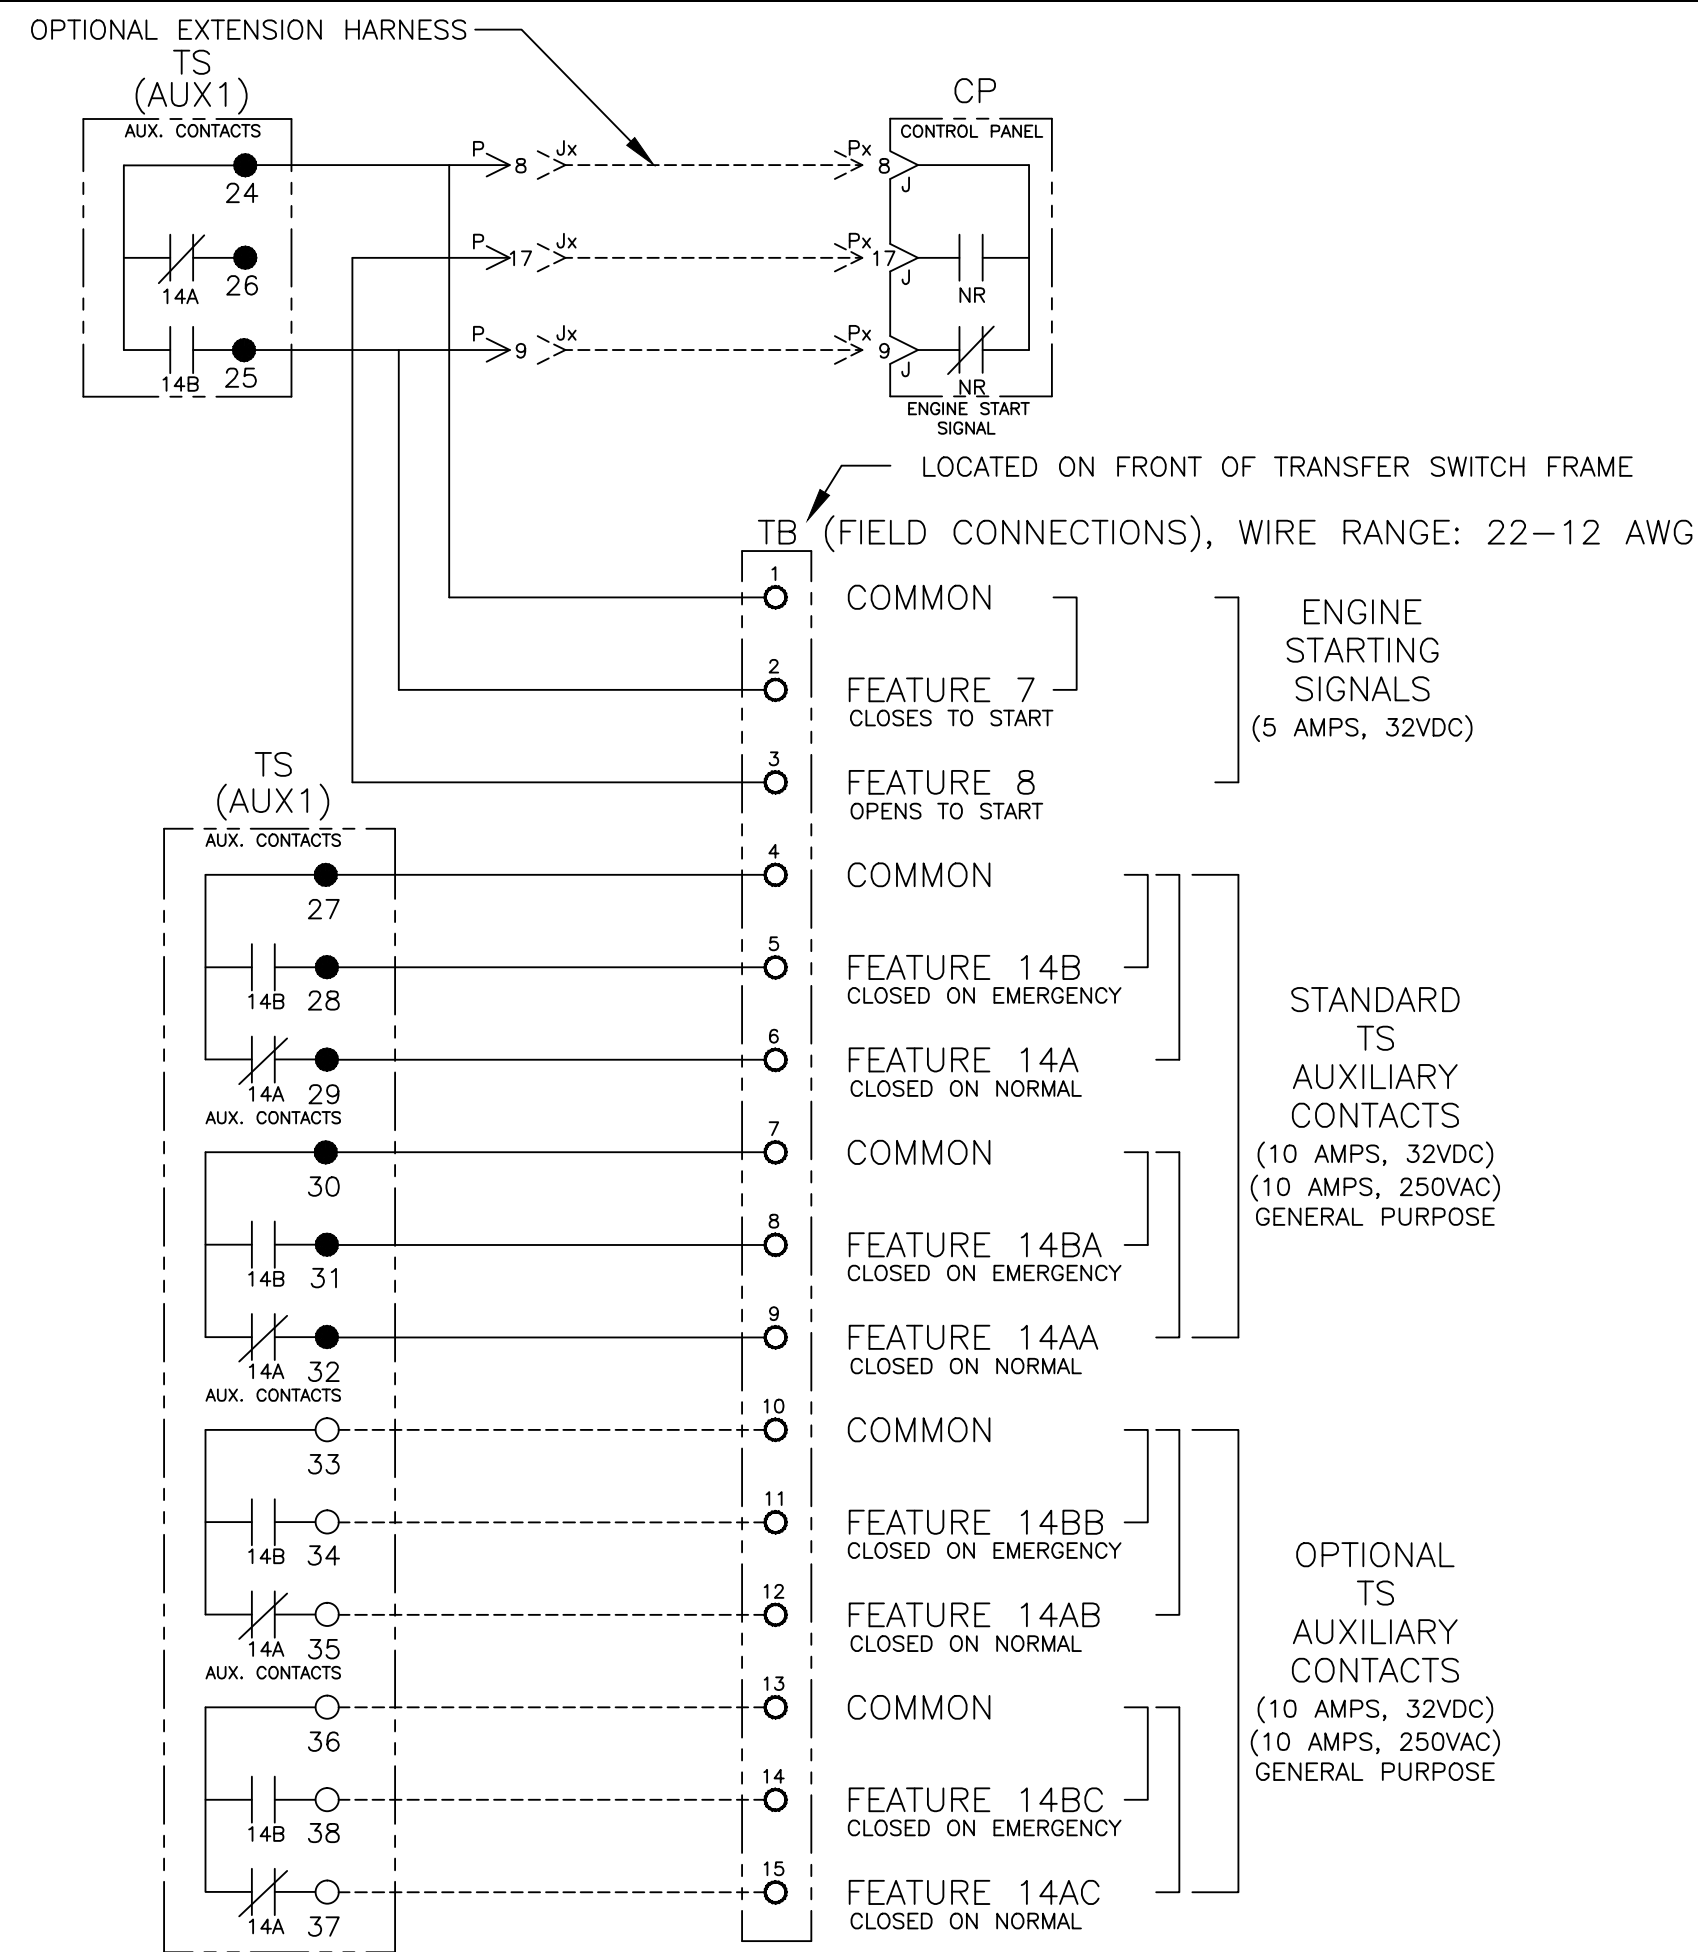 OPTIONAL EXTENSION HARNESS
TS
(AUX1)
AUX. CONTACTS
24
14A
26
14B
25
P
8
Jx
Px
8
J
P
17
Jx
Px
17
J
P
9
Jx
Px
9
J
CP
CONTROL PANEL
NR
NR
ENGINE START
SIGNAL
LOCATED ON FRONT OF TRANSFER SWITCH FRAME
TB (FIELD CONNECTIONS), WIRE RANGE: 22-12 AWG
1
COMMON
2
FEATURE 7
CLOSES TO START
3
FEATURE 8
OPENS TO START
ENGINE
STARTING
SIGNALS
(5 AMPS, 32VDC)
TS
(AUX1)
AUX. CONTACTS
27
14B
28
14A
29
AUX. CONTACTS
30
14B
31
14A
32
AUX. CONTACTS
33
14B
34
14A
35
AUX. CONTACTS
36
14B
38
14A
37
4
COMMON
5
FEATURE 14B
CLOSED ON EMERGENCY
6
FEATURE 14A
CLOSED ON NORMAL
7
COMMON
8
FEATURE 14BA
CLOSED ON EMERGENCY
9
FEATURE 14AA
CLOSED ON NORMAL
STANDARD
TS
AUXILIARY
CONTACTS
(10 AMPS, 32VDC)
(10 AMPS, 250VAC)
GENERAL PURPOSE
10
COMMON
11
FEATURE 14BB
CLOSED ON EMERGENCY
12
FEATURE 14AB
CLOSED ON NORMAL
13
COMMON
14
FEATURE 14BC
CLOSED ON EMERGENCY
15
FEATURE 14AC
CLOSED ON NORMAL
OPTIONAL
TS
AUXILIARY
CONTACTS
(10 AMPS, 32VDC)
(10 AMPS, 250VAC)
GENERAL PURPOSE